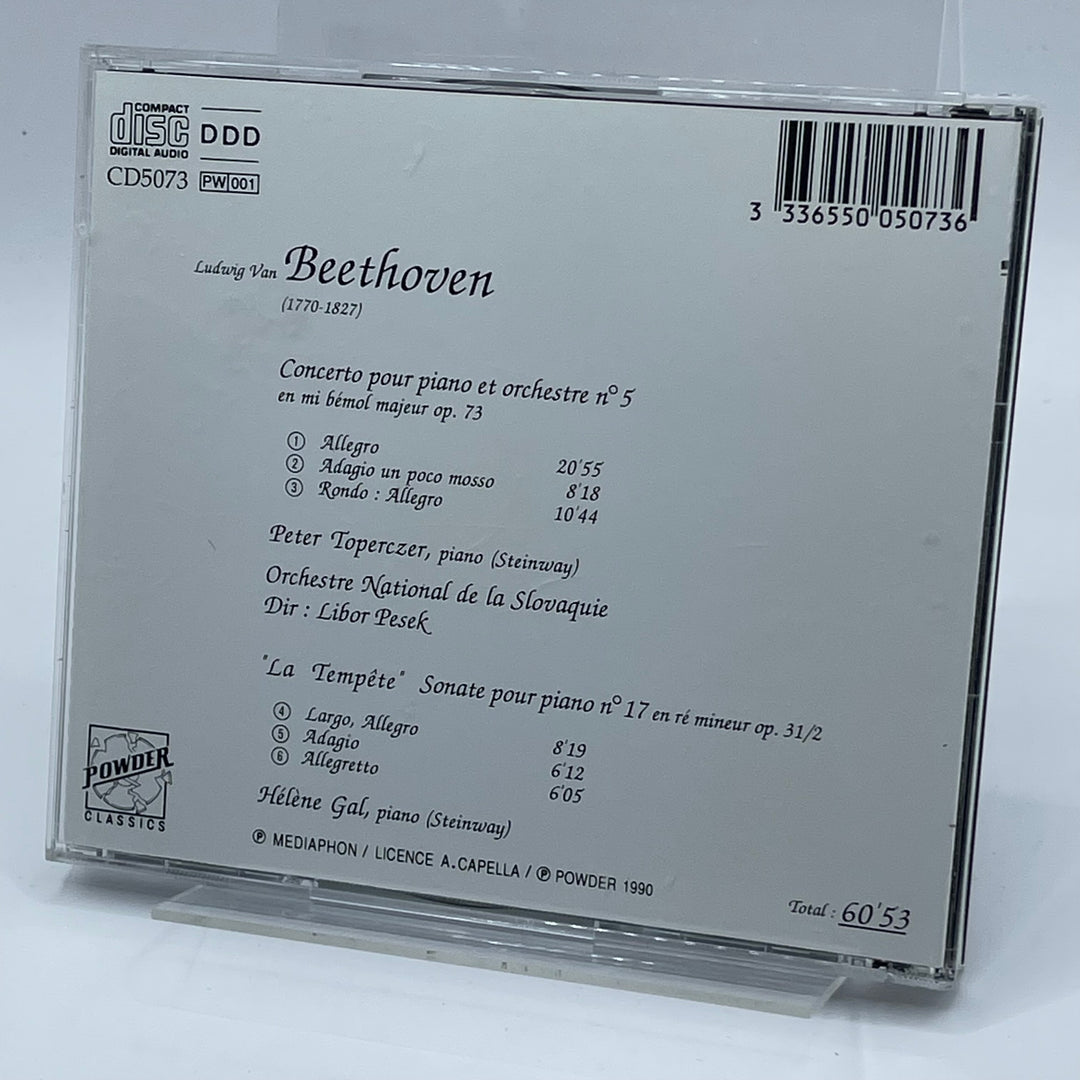 COMPACT
disc
DIGITAL AUDIO
DDD
CD5073 PW 001
3 336550 050736
Ludwig Van Beethoven
(1770-1827)
Concerto pour piano et orchestre n° 5
en mi bémol majeur op. 73
① Allegro 20'55
② Adagio un poco mosso 8'18
③ Rondo : Allegro 10'44
Peter Toperczer, piano (Steinway)
Orchestre National de la Slovaquie
Dir : Libor Pesek
"La Tempête" Sonate pour piano n° 17 en ré mineur op. 31/2
④ Largo, Allegro 8'19
⑤ Adagio 6'12
⑥ Allegretto 6'05
Hélène Gal, piano (Steinway)
℗ MEDIAPHON / LICENCE A.CAPELLA / ℗ POWDER 1990
POWDER
CLASSICS
Total : 60'53